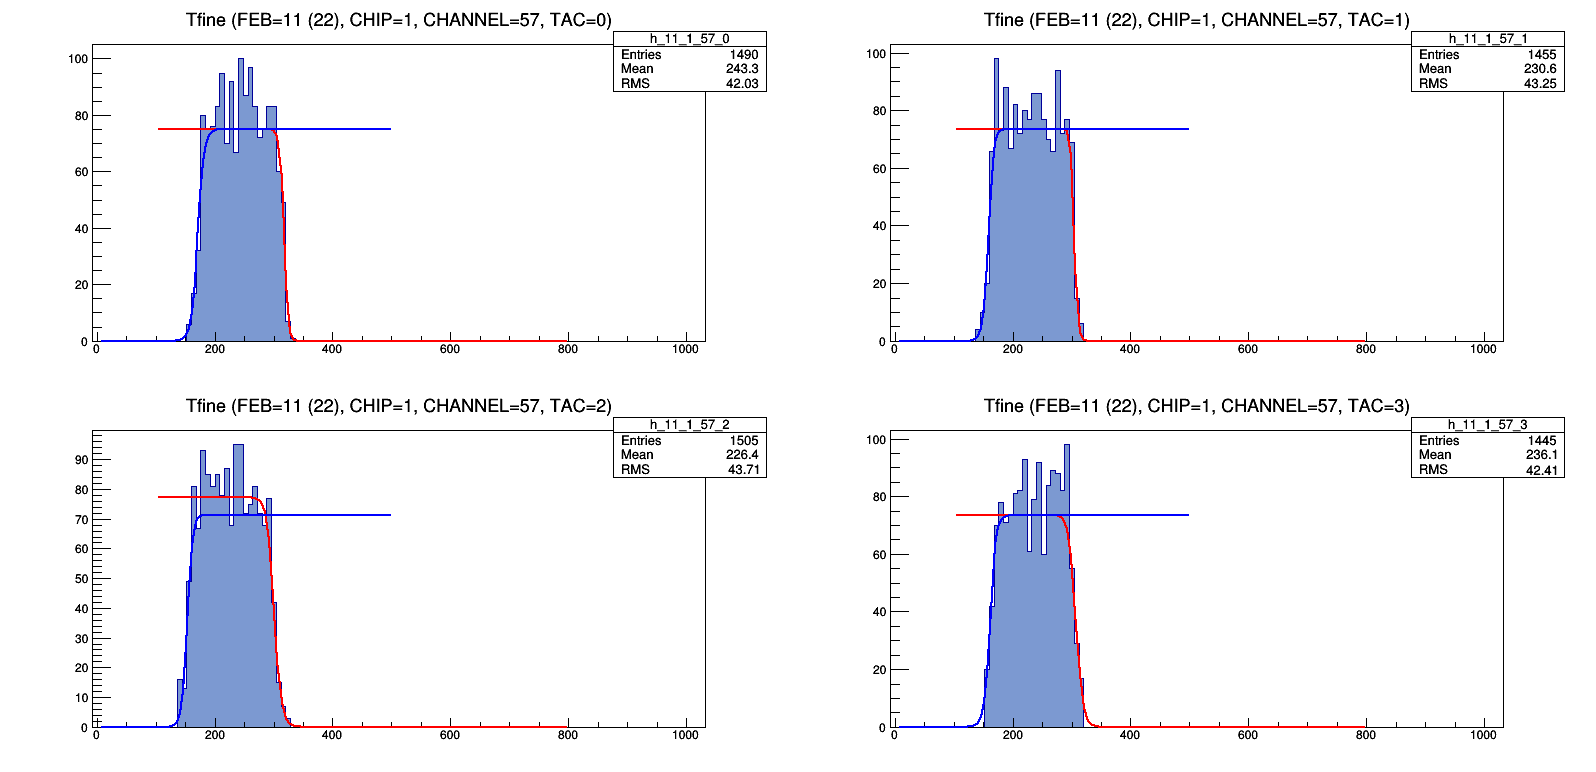 Tfine (FEB=11 (22), CHIP=1, CHANNEL=57, TAC=0)
h_11_1_57_0
Entries 1490
Mean 243.3
RMS 42.03
100
80
60
40
20
0
0 200 400 600 800 1000
Tfine (FEB=11 (22), CHIP=1, CHANNEL=57, TAC=1)
h_11_1_57_1
Entries 1455
Mean 230.6
RMS 43.25
100
80
60
40
20
0
0 200 400 600 800 1000
Tfine (FEB=11 (22), CHIP=1, CHANNEL=57, TAC=2)
h_11_1_57_2
Entries 1505
Mean 226.4
RMS 43.71
90
80
70
60
50
40
30
20
10
0
0 200 400 600 800 1000
Tfine (FEB=11 (22), CHIP=1, CHANNEL=57, TAC=3)
h_11_1_57_3
Entries 1445
Mean 236.1
RMS 42.41
100
80
60
40
20
0
0 200 400 600 800 1000